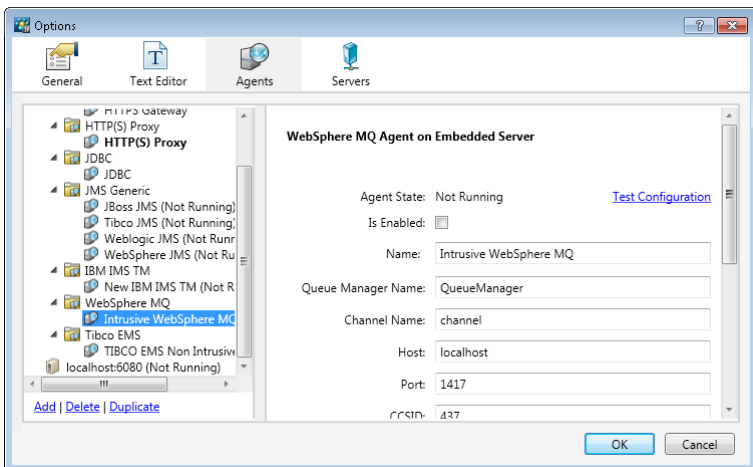 Options
General
Text Editor
Agents
Servers
HTTPS Gateway
HTTP(S) Proxy
HTTP(S) Proxy
JDBC
JDBC
JMS Generic
JBoss JMS (Not Running)
Tibco JMS (Not Running)
Weblogic JMS (Not Runr
WebSphere JMS (Not Ru
IBM IMS TM
New IBM IMS TM (Not R
WebSphere MQ
Intrusive WebSphere MQ
Tibco EMS
TIBCO EMS Non Intrusive
localhost:6080 (Not Running)
Add | Delete | Duplicate
WebSphere MQ Agent on Embedded Server
Agent State: Not Running Test Configuration
Is Enabled:
Name: Intrusive WebSphere MQ
Queue Manager Name: QueueManager
Channel Name: channel
Host: localhost
Port: 1417
CCSID: 437
OK
Cancel